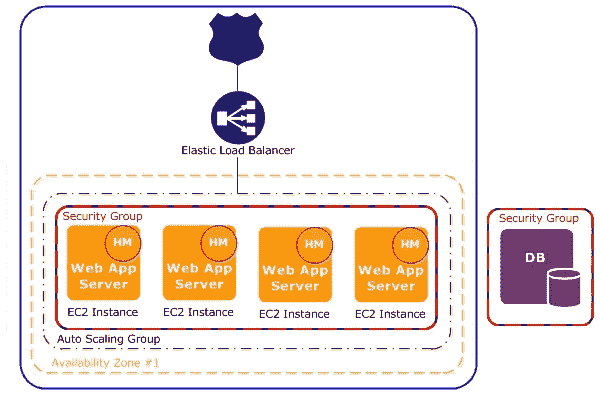 Elastic Load Balancer
Security Group
HM
Web App
Server
EC2 Instance
HM
Web App
Server
EC2 Instance
HM
Web App
Server
EC2 Instance
HM
Web App
Server
EC2 Instance
Auto Scaling Group
Availability Zone #1
Security Group
DB